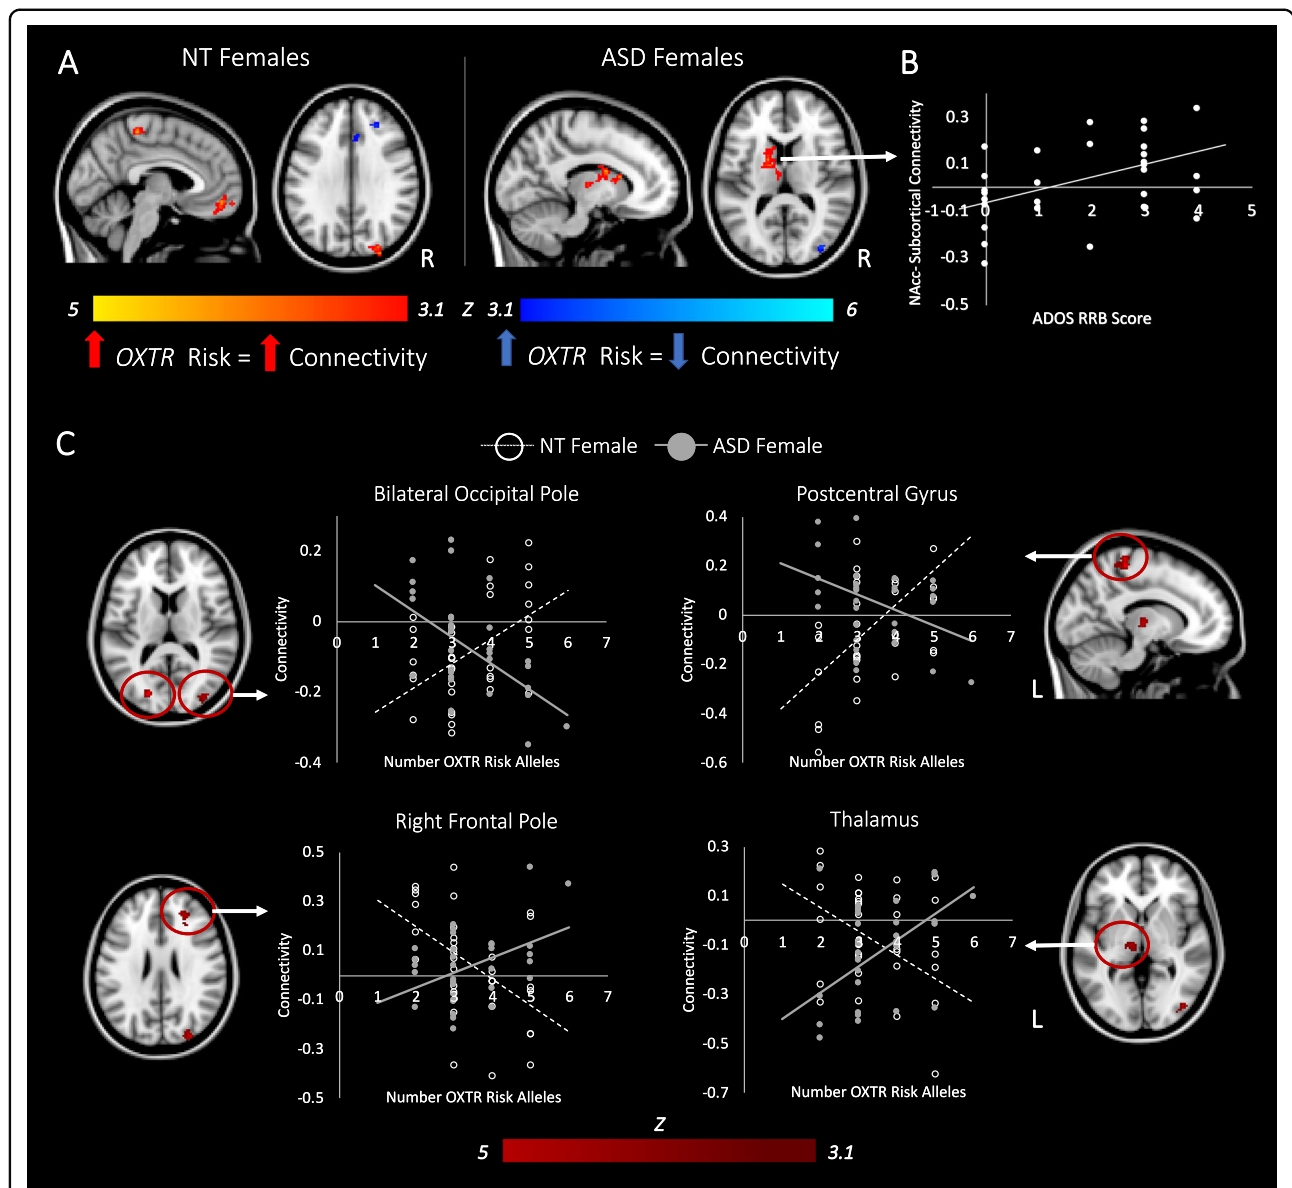 A
NT Females
ASD Females
B
R
R
5
3.1
Z
3.1
6
OXTR Risk =
Connectivity
OXTR Risk =
Connectivity
NAcc- Subcortical Connectivity
0.3
0.1
-0.1
-0.3
-0.5
-1
0
1
2
3
4
5
ADOS RRB Score
C
NT Female
ASD Female
Bilateral Occipital Pole
Connectivity
0.2
0
-0.2
-0.4
0 1 2 3 4 5 6 7
Number OXTR Risk Alleles
Postcentral Gyrus
Connectivity
0.4
0.2
0
-0.2
-0.4
-0.6
0 1 2 3 4 5 6 7
Number OXTR Risk Alleles
L
Right Frontal Pole
Connectivity
0.5
0.3
0.1
-0.1
-0.3
-0.5
0 1 2 3 4 5 6 7
Number OXTR Risk Alleles
Thalamus
Connectivity
0.3
0.1
-0.1
-0.3
-0.5
-0.7
0 1 2 3 4 5 6 7
Number OXTR Risk Alleles
L
Z
5
3.1